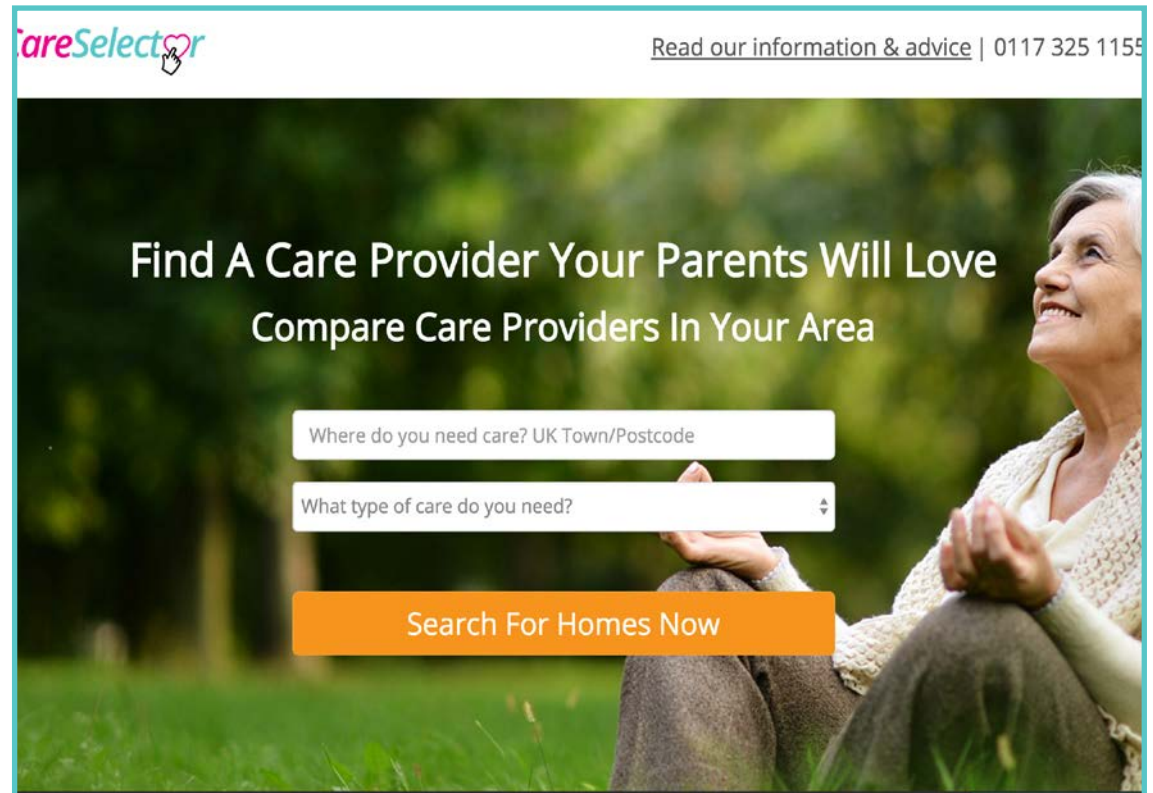 CareSelector
Read our information & advice | 0117 325 1155
Find A Care Provider Your Parents Will Love
Compare Care Providers In Your Area
Where do you need care? UK Town/Postcode
What type of care do you need?
Search For Homes Now